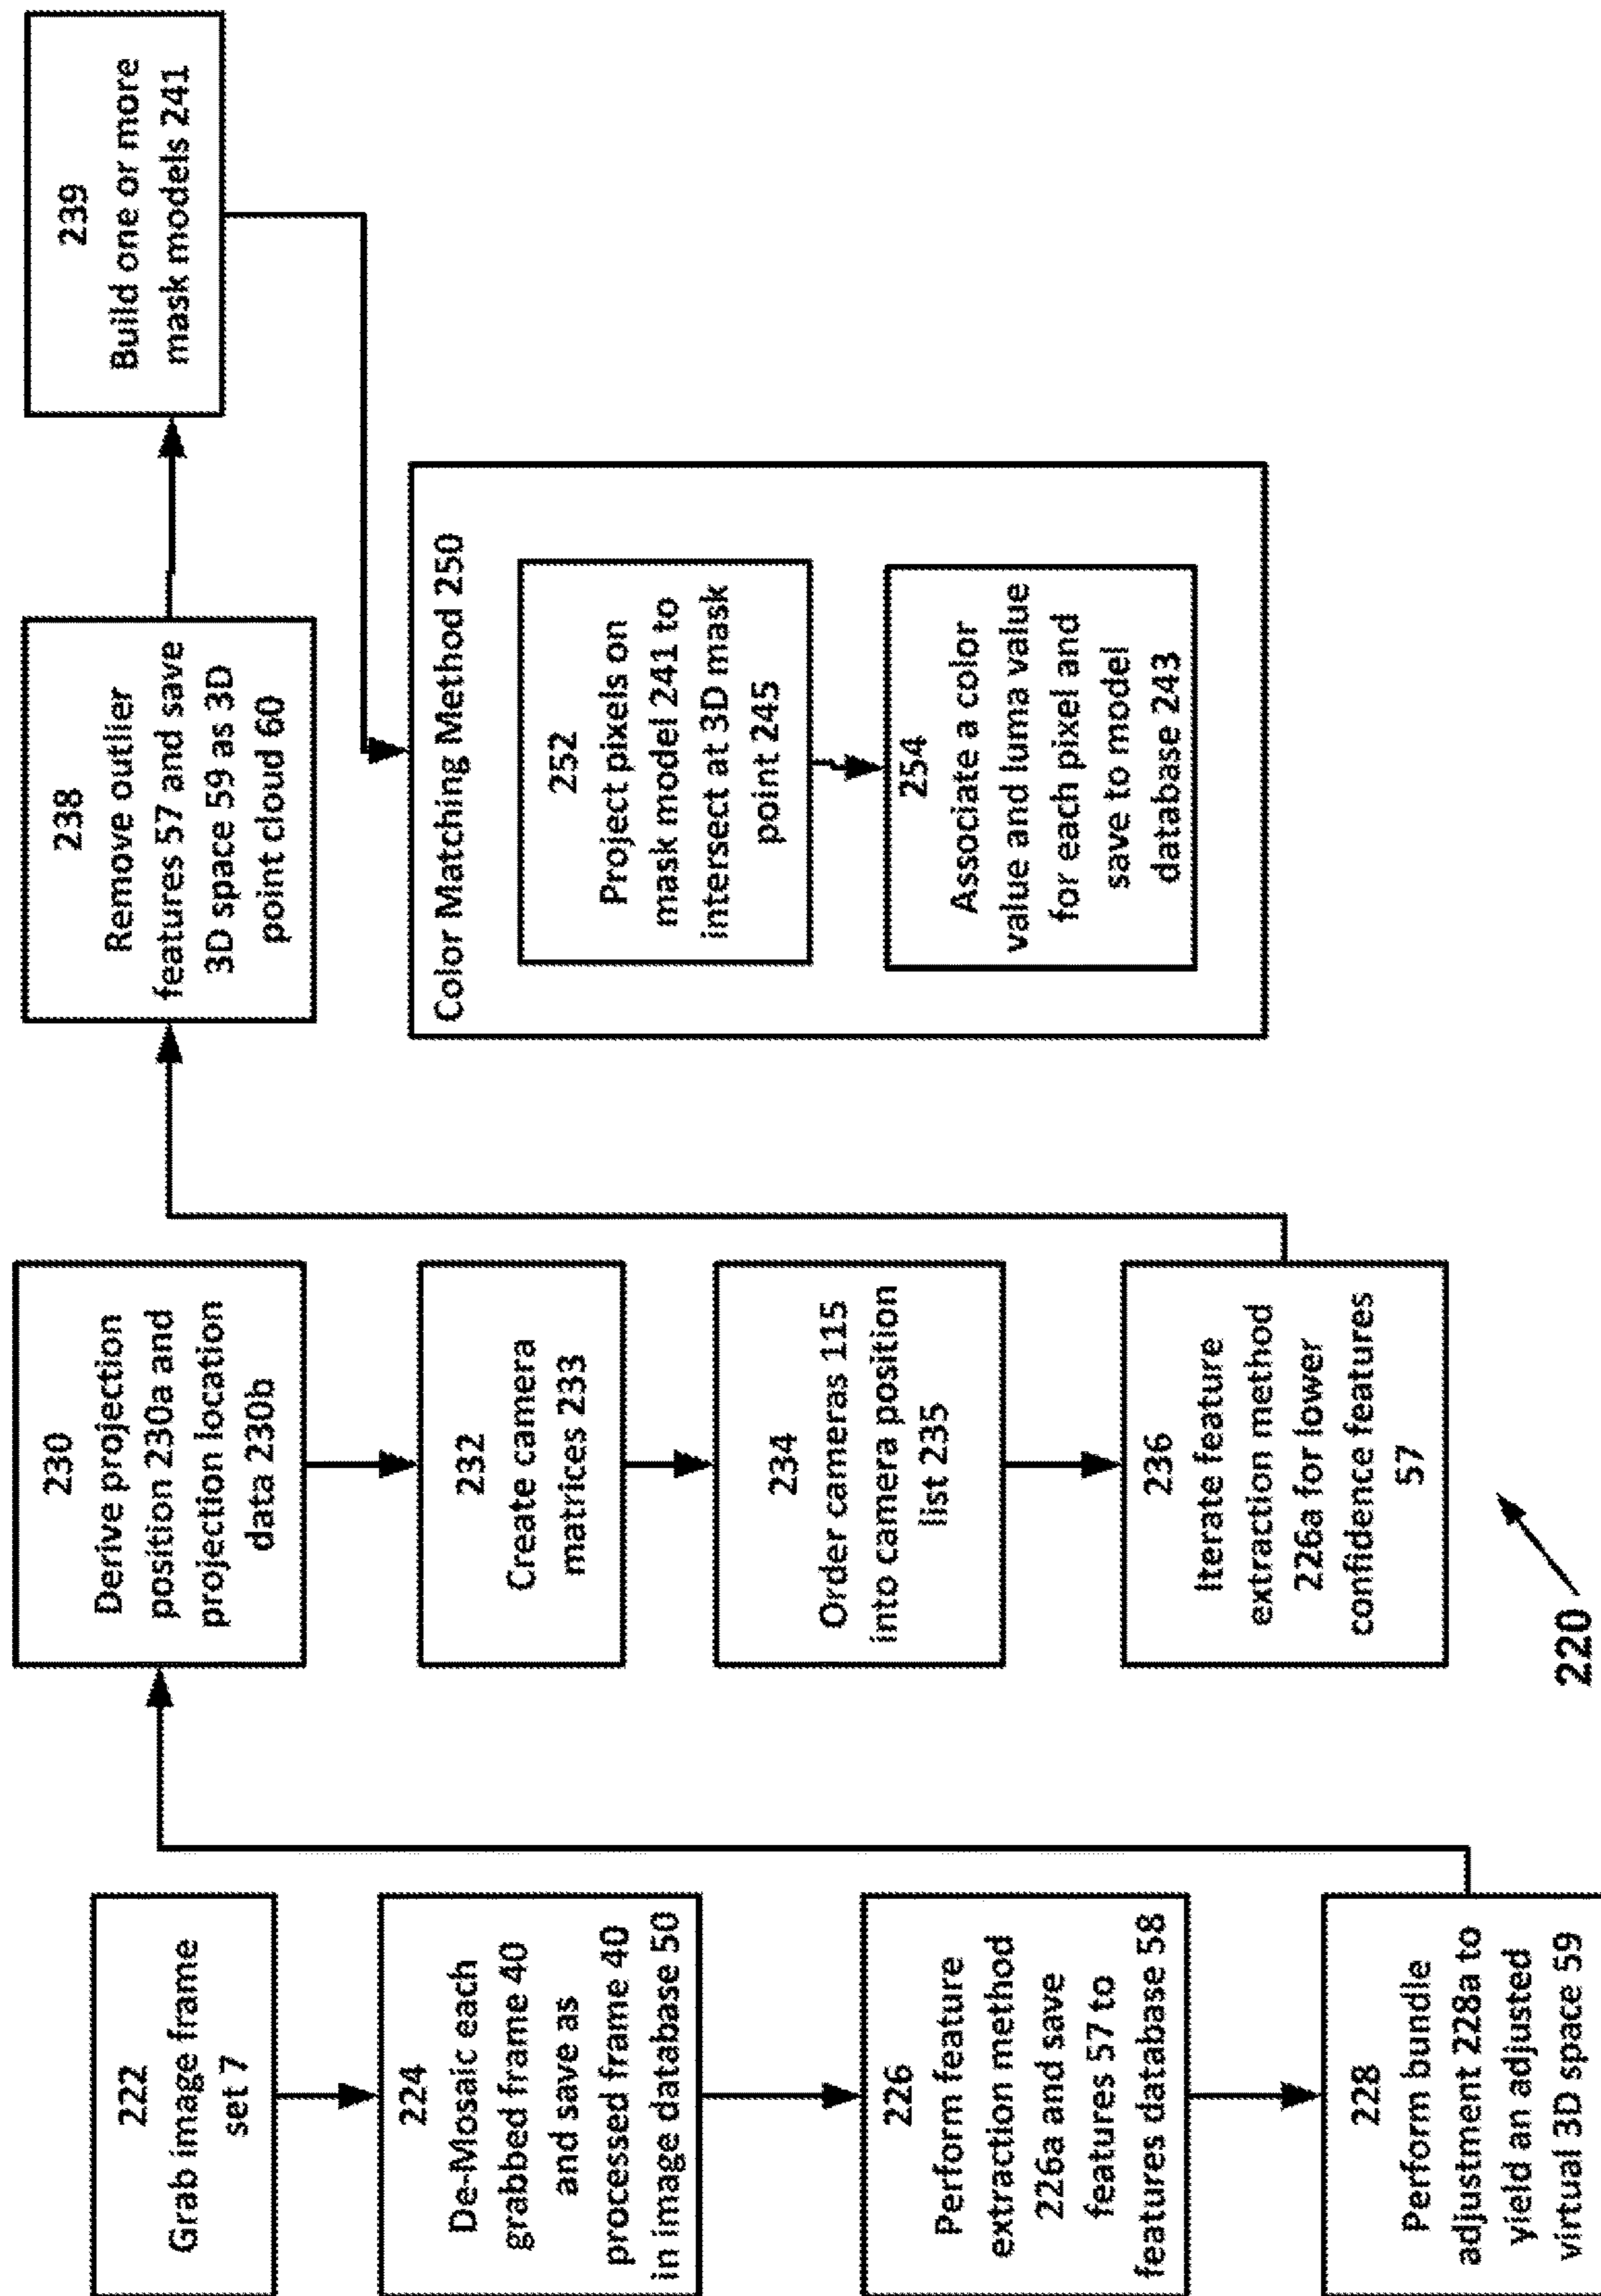 222
Grab image frame
set 7
224
De-Mosaic each
grabbed frame 40
and save as
processed frame 40
in image database 50
226
Perform feature
extraction method
226a and save
features 57 to
features database 58
228
Perform bundle
adjustment 228a to
yield an adjusted
virtual 3D space 59
230
Derive projection
position 230a and
projection location
data 230b
232
Create camera
matrices 233
234
Order cameras 115
into camera position
list 235
236
Iterate feature
extraction method
226a for lower
confidence features
57
238
Remove outlier
features 57 and save
3D space 59 as 3D
point cloud 60
239
Build one or more
mask models 241
Color Matching Method 250
252
Project pixels on
mask model 241 to
intersect at 3D mask
point 245
254
Associate a color
value and luma value
for each pixel and
save to model
database 243
220